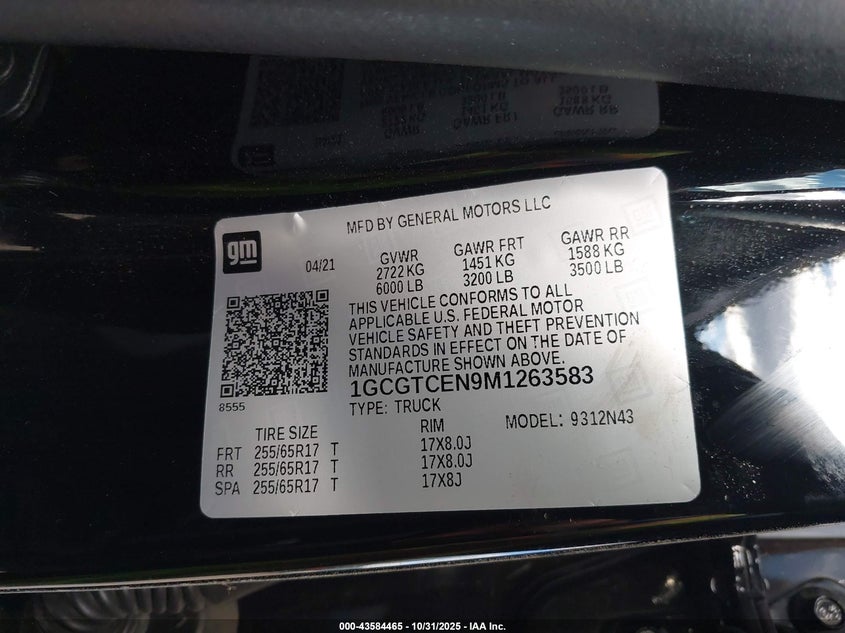 MFD BY GENERAL MOTORS LLC
gm
04/21
GVWR GAWR FRT GAWR RR
2722 KG 1451 KG 1588 KG
6000 LB 3200 LB 3500 LB
THIS VEHICLE CONFORMS TO ALL
APPLICABLE U.S. FEDERAL MOTOR
VEHICLE SAFETY AND THEFT PREVENTION
STANDARDS IN EFFECT ON THE DATE OF
MANUFACTURE SHOWN ABOVE.
1GCGTCEN9M1263583
8555
TYPE: TRUCK
MODEL: 9312N43
TIRE SIZE RIM
FRT 255/65R17 T 17X8.0J
RR 255/65R17 T 17X8.0J
SPA 255/65R17 T 17X8J
000-43584465 - 10/31/2025 - IAA Inc.